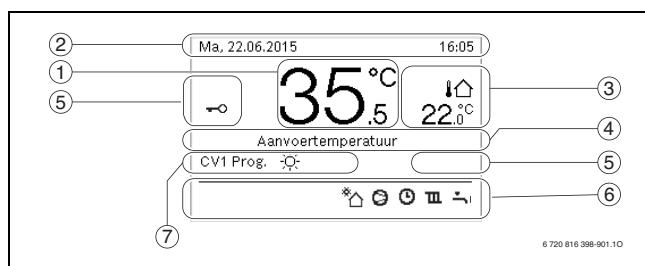 ② Ma, 22.06.2015 16:05
① 35.5 °C
⑤
22.0 °C ③
Aanvoertemperatuur ④
CV1 Prog. ⑤
⑥
⑦
6 720 816 398-901.1O